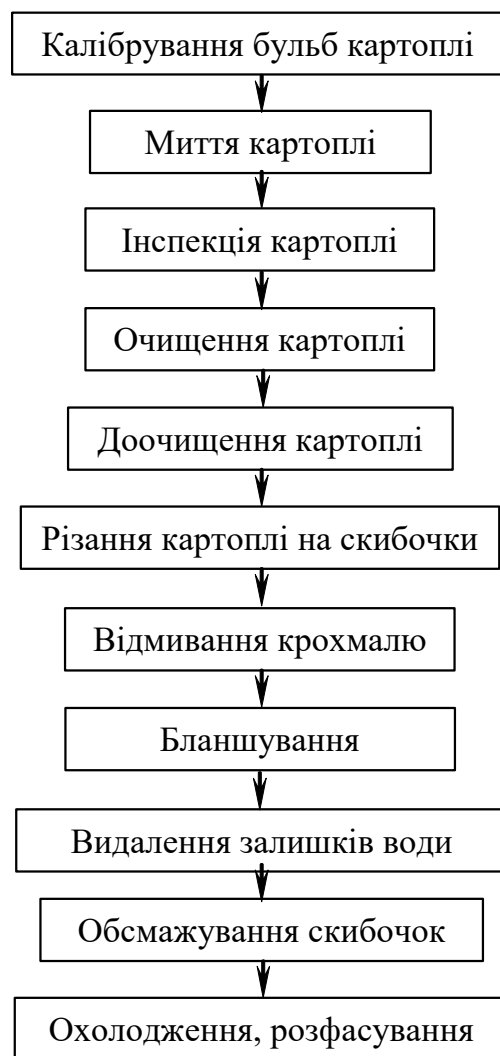 Калібрування бульб картоплі
Миття картоплі
Інспекція картоплі
Очищення картоплі
Доочищення картоплі
Різання картоплі на скибочки
Відмивання крохмалю
Бланшування
Видалення залишків води
Обсмажування скибочок
Охолодження, розфасування